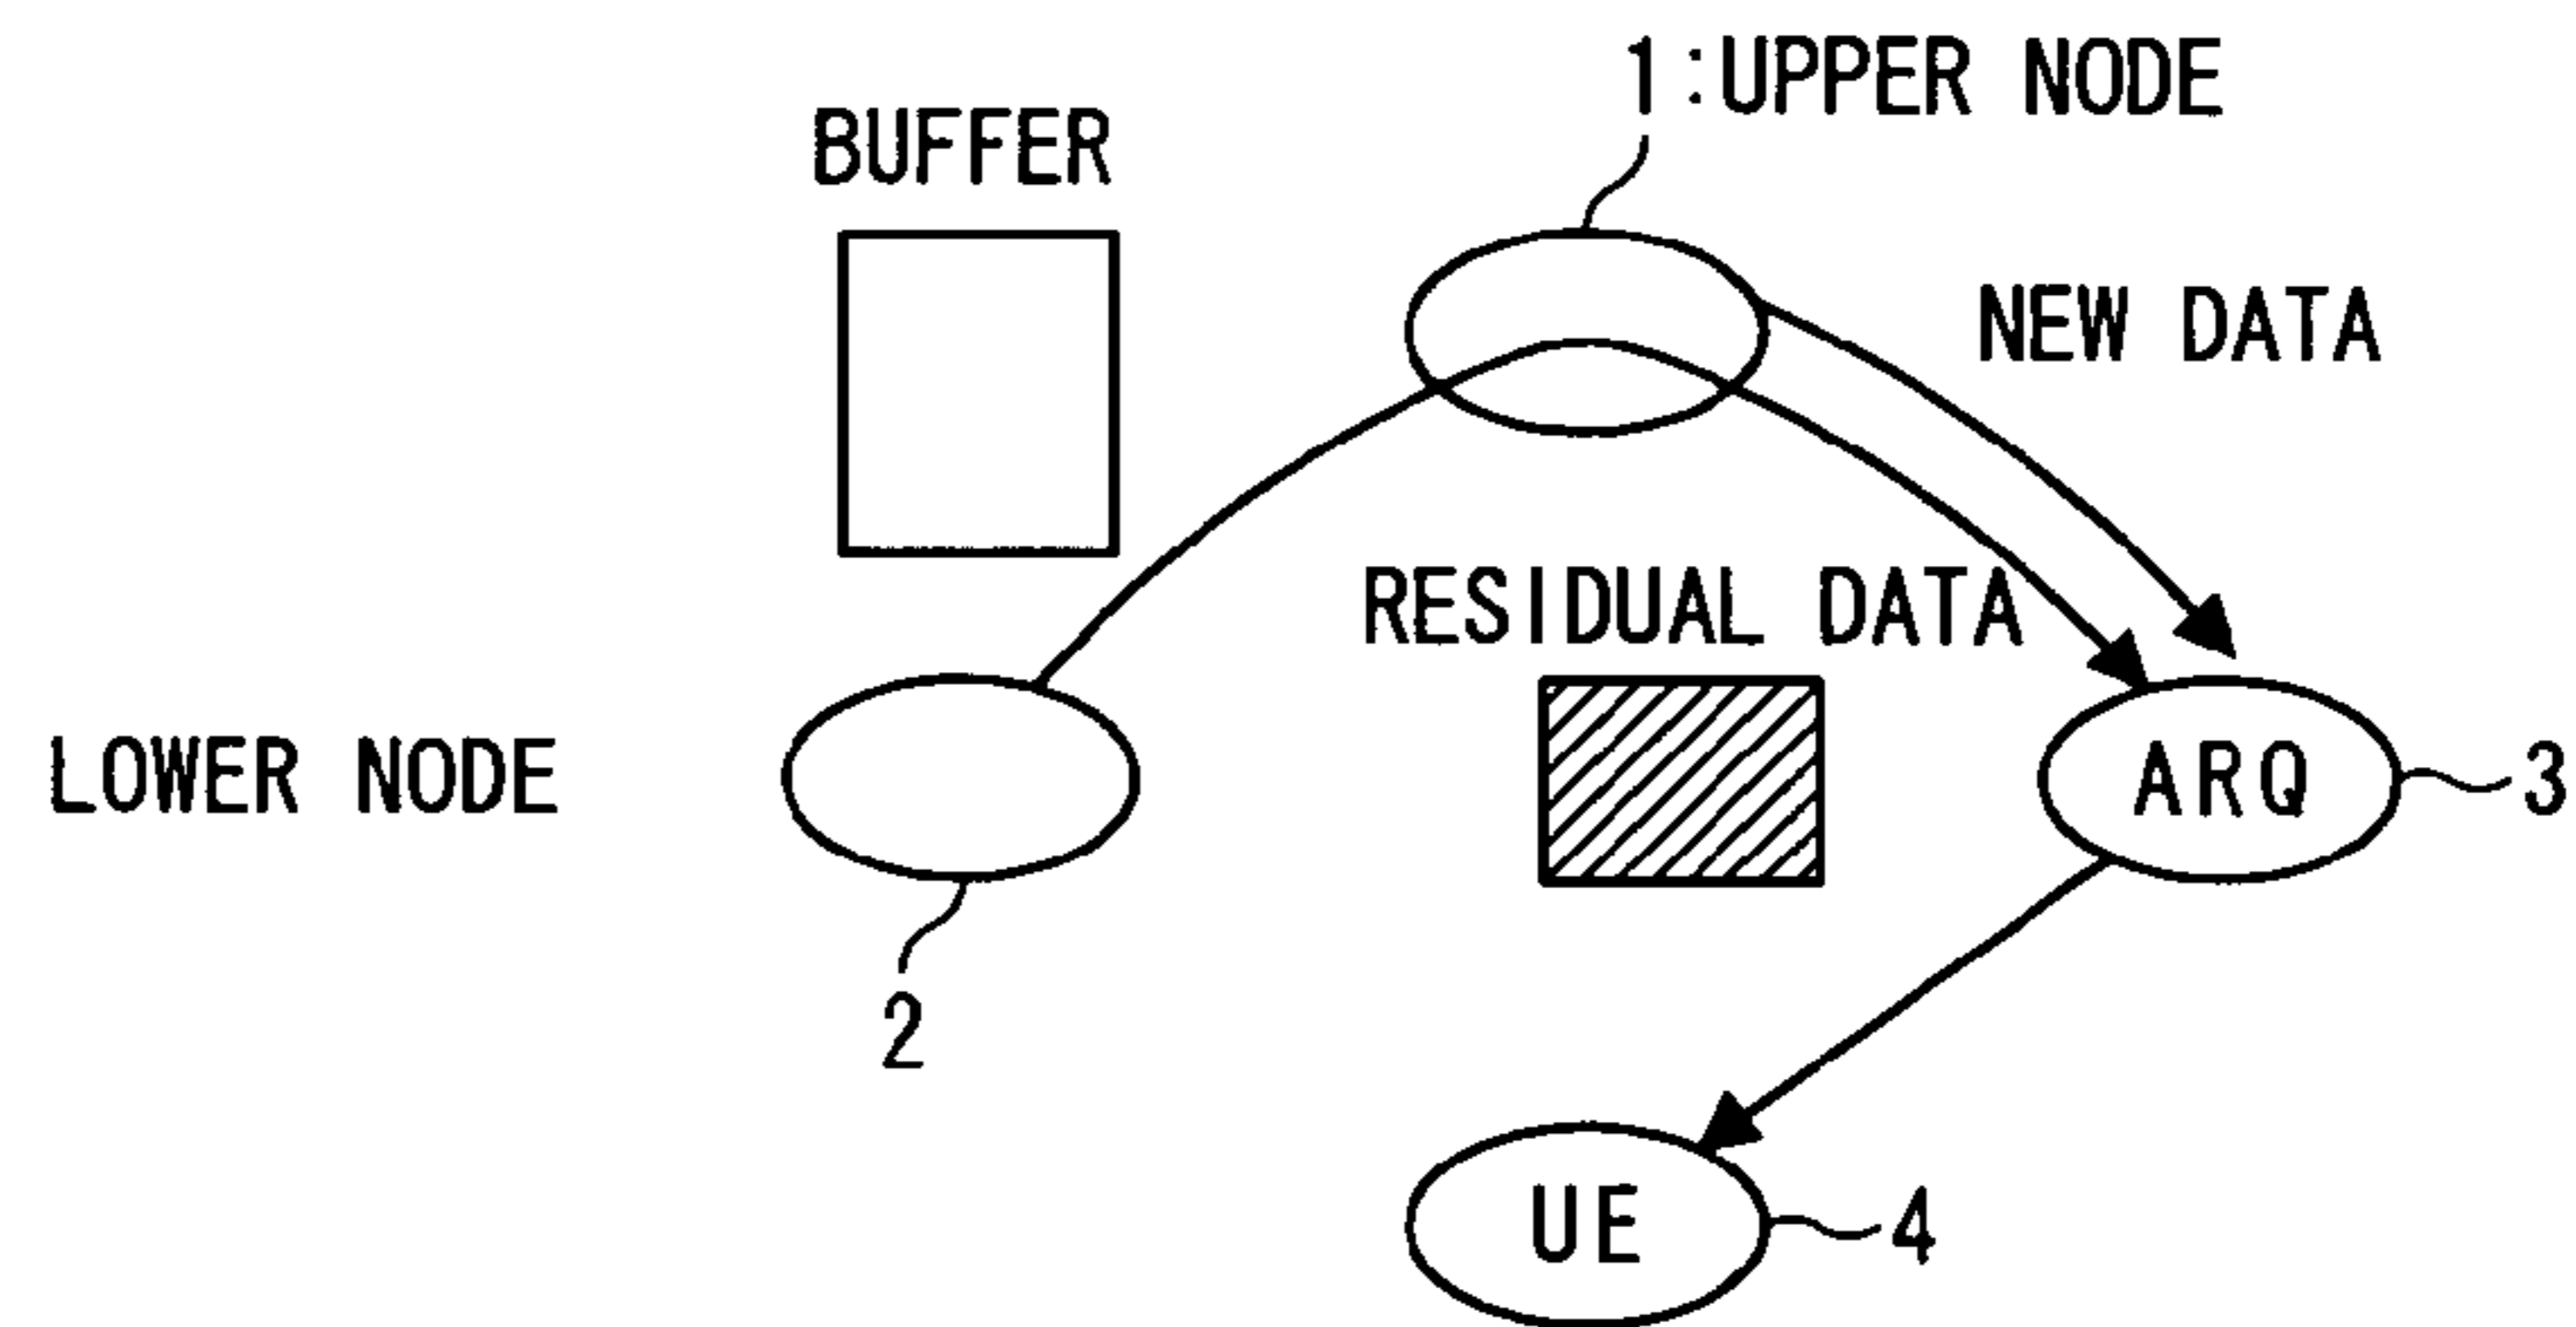 1:UPPER NODE
BUFFER
NEW DATA
RESIDUAL DATA
LOWER NODE
ARQ
3
2
UE
4